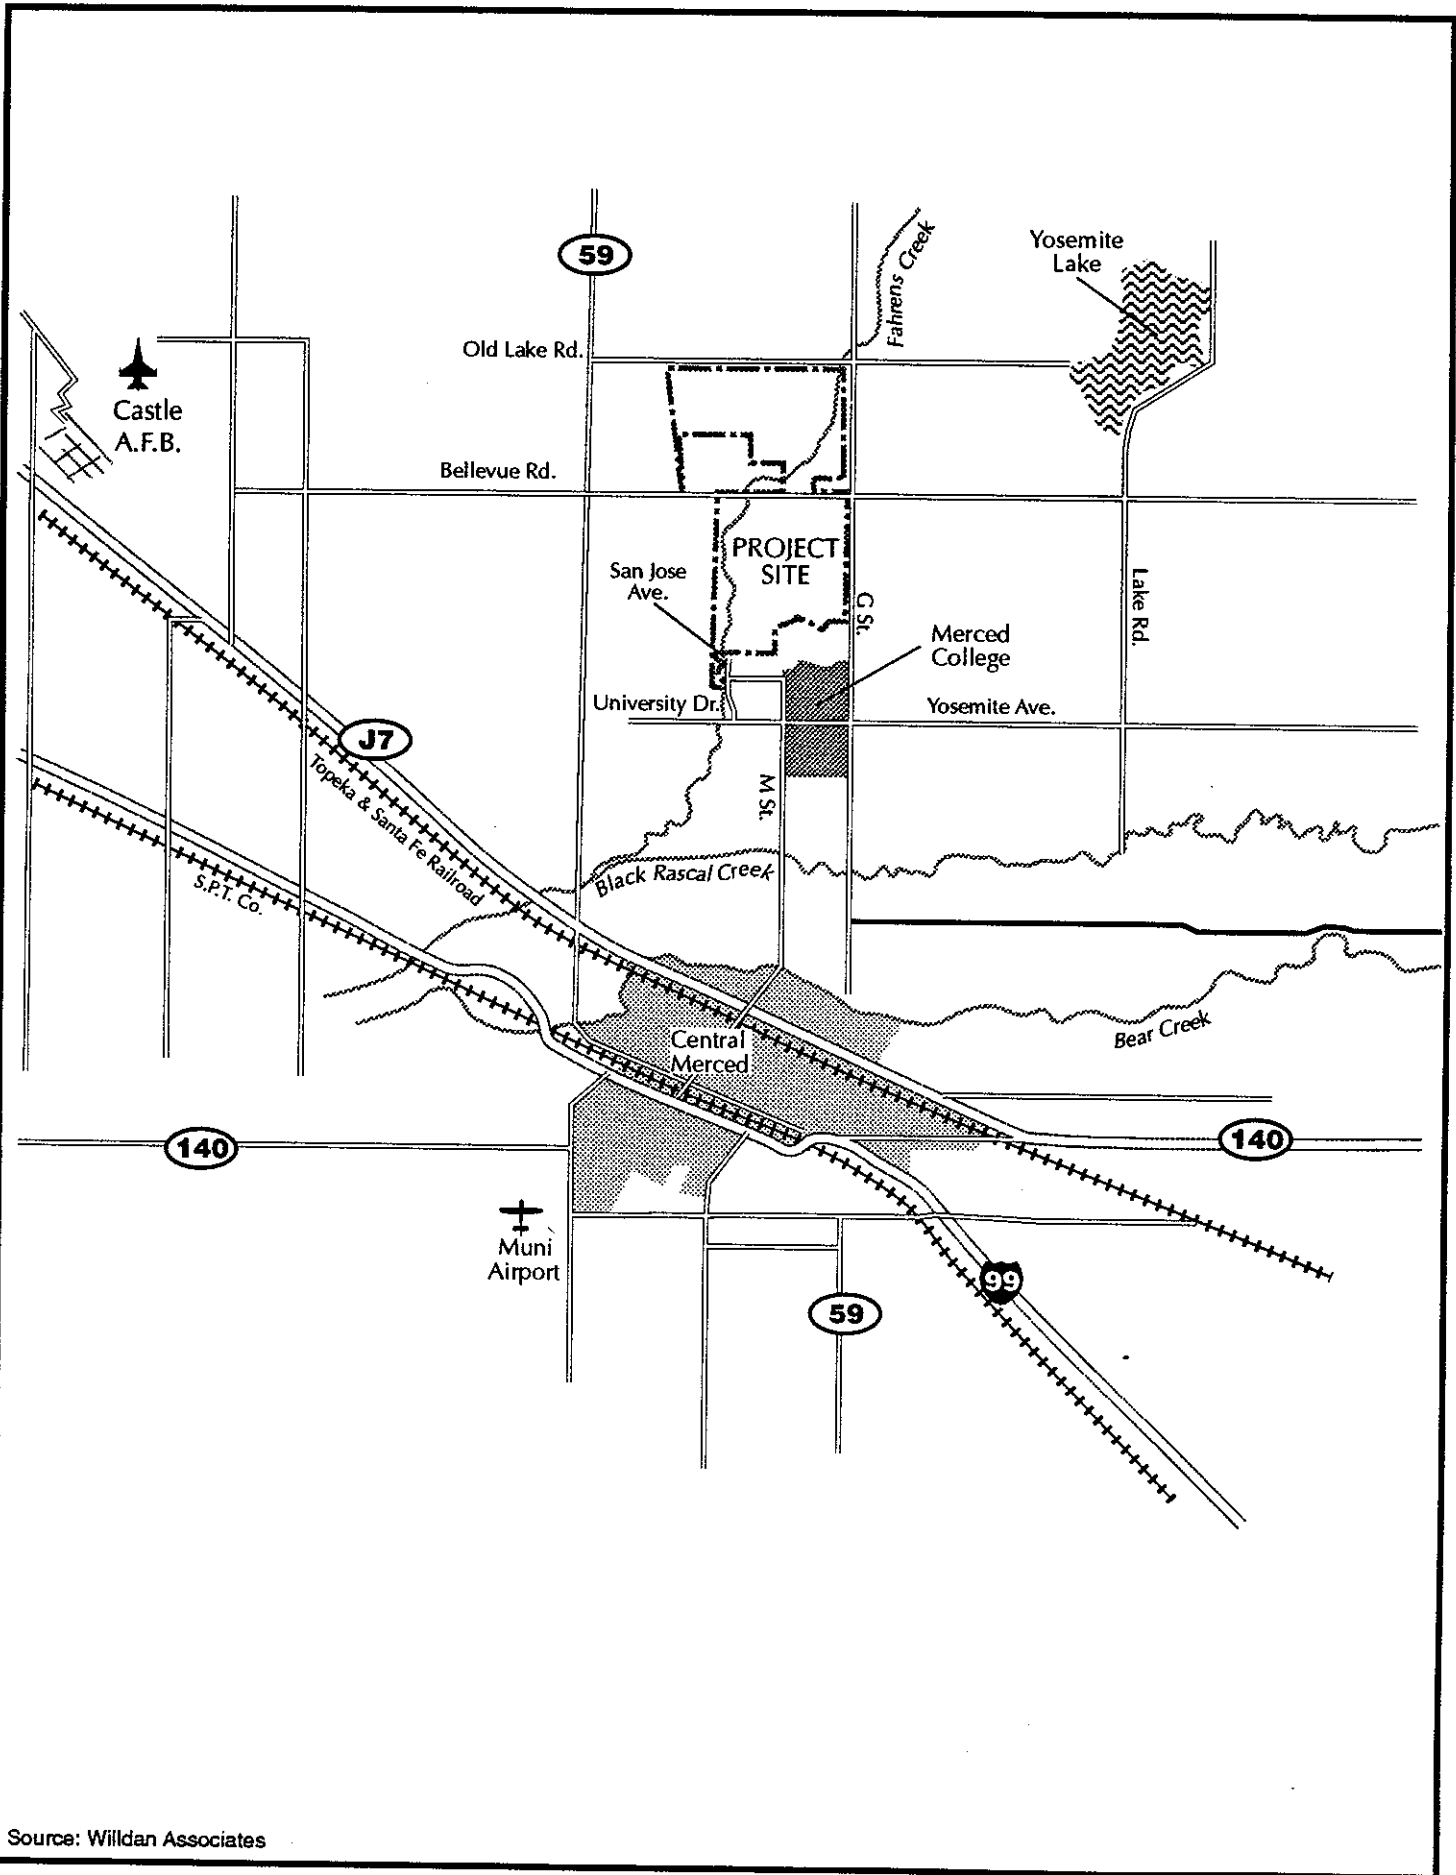 Fahrens Creek
Yosemite
Lake
59
Old Lake Rd.
Castle
A.F.B.
Bellevue Rd.
PROJECT
SITE
San Jose
Ave.
G St.
Lake Rd.
Merced
College
University Dr.
Yosemite Ave.
J7
Topeka & Santa Fe Railroad
M St.
Black Rascal Creek
S.P.T. Co.
Central
Merced
Bear Creek
140
140
Muni
Airport
99
59
Source: Willdan Associates